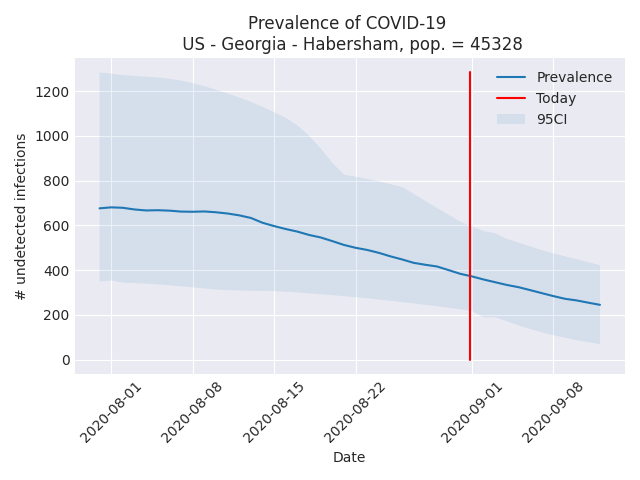 Prevalence of COVID-19
US - Georgia - Habersham, pop. = 45328
# undetected infections
1200
1000
800
600
400
200
0
Prevalence
Today
95CI
2020-08-01
2020-08-08
2020-08-15
2020-08-22
2020-09-01
2020-09-08
Date